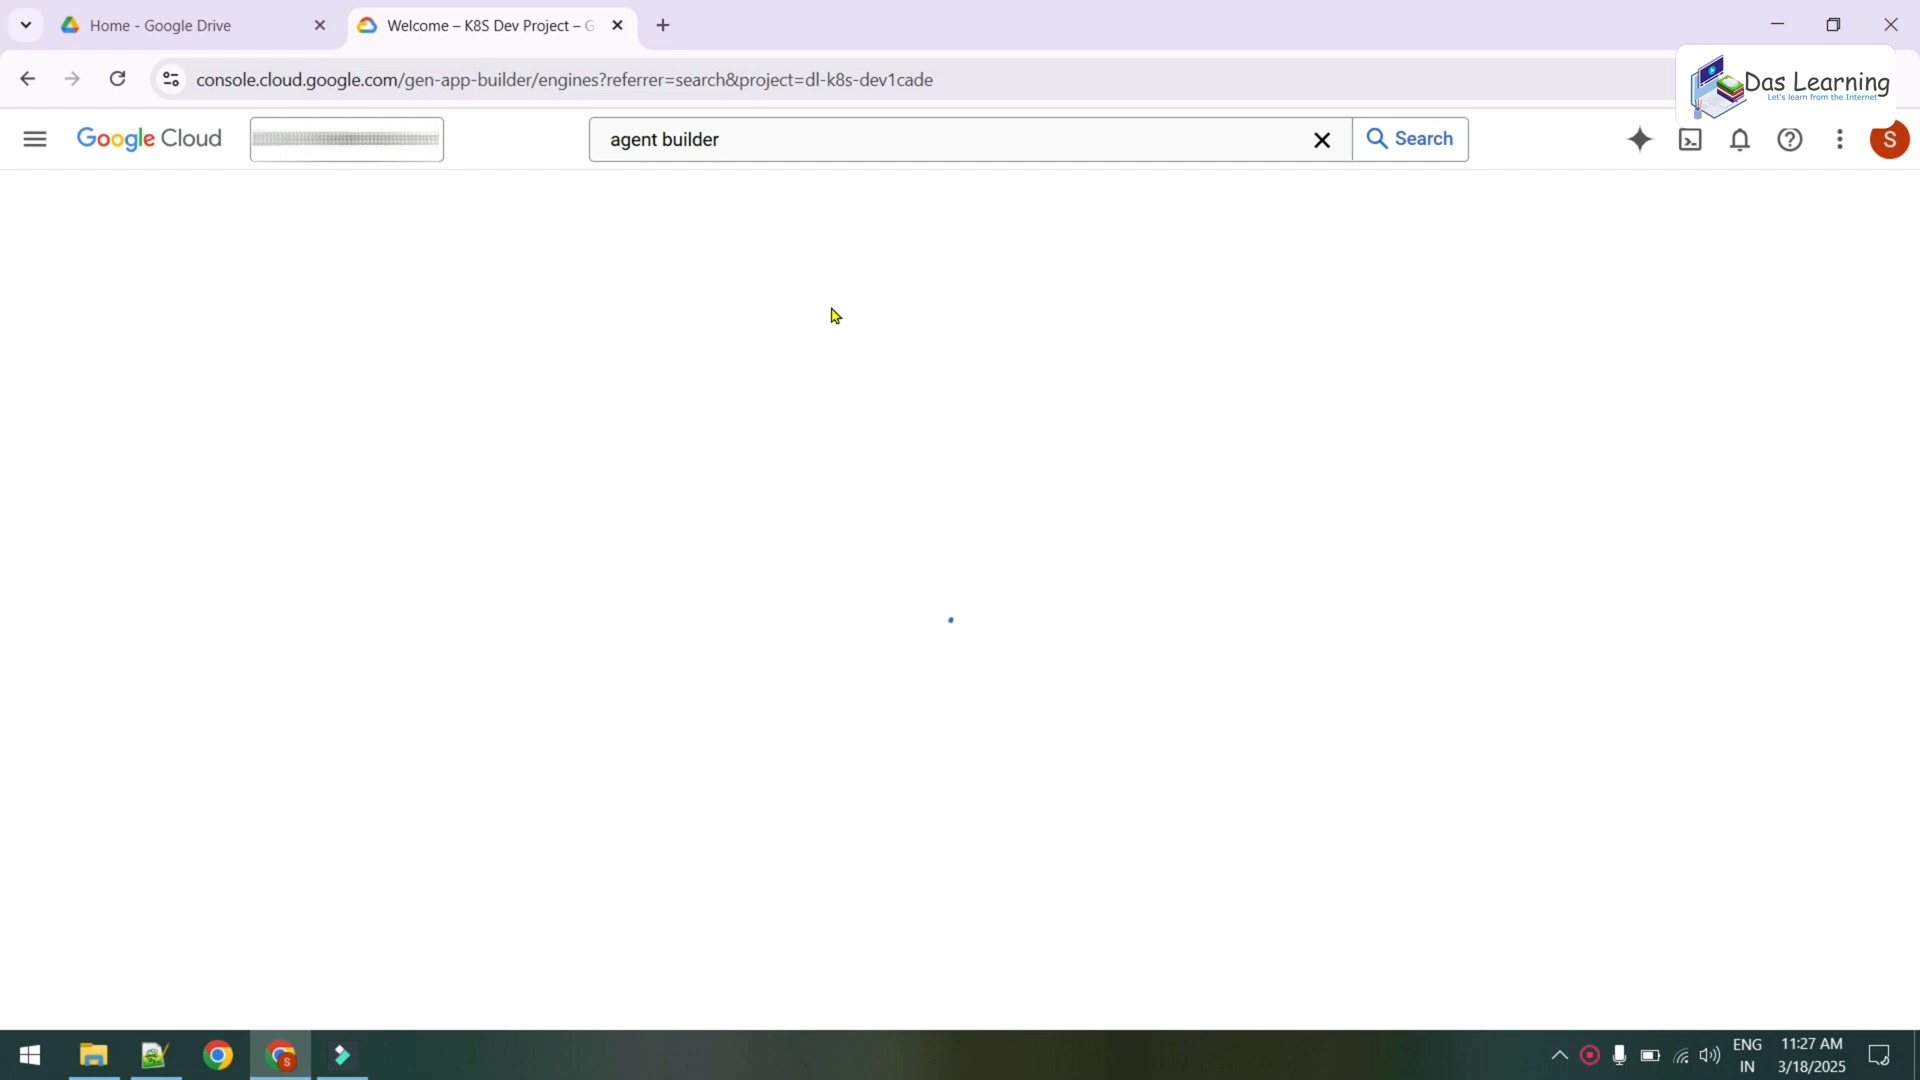 Home - Google Drive
Welcome – K8S Dev Project – G
console.cloud.google.com/gen-app-builder/engines?referrer=search&project=dl-k8s-dev1cade
Das Learning
Let's learn from the Internet
Google Cloud
agent builder
Search
S
S
ENG
IN
11:27 AM
3/18/2025